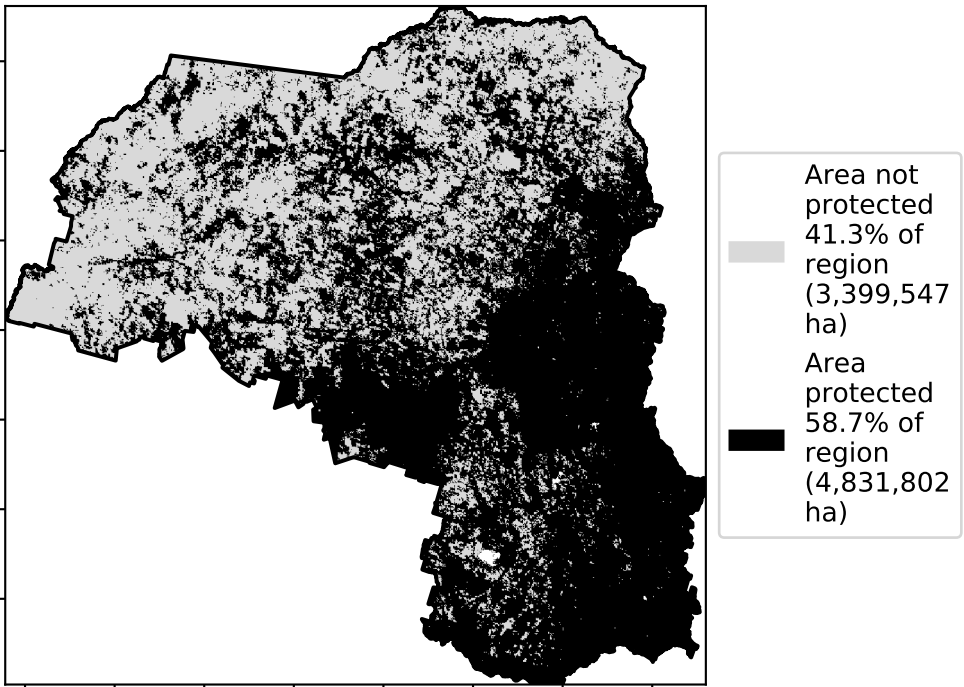 Area not
protected
41.3% of
region
(3,399,547
ha)
Area
protected
58.7% of
region
(4,831,802
ha)